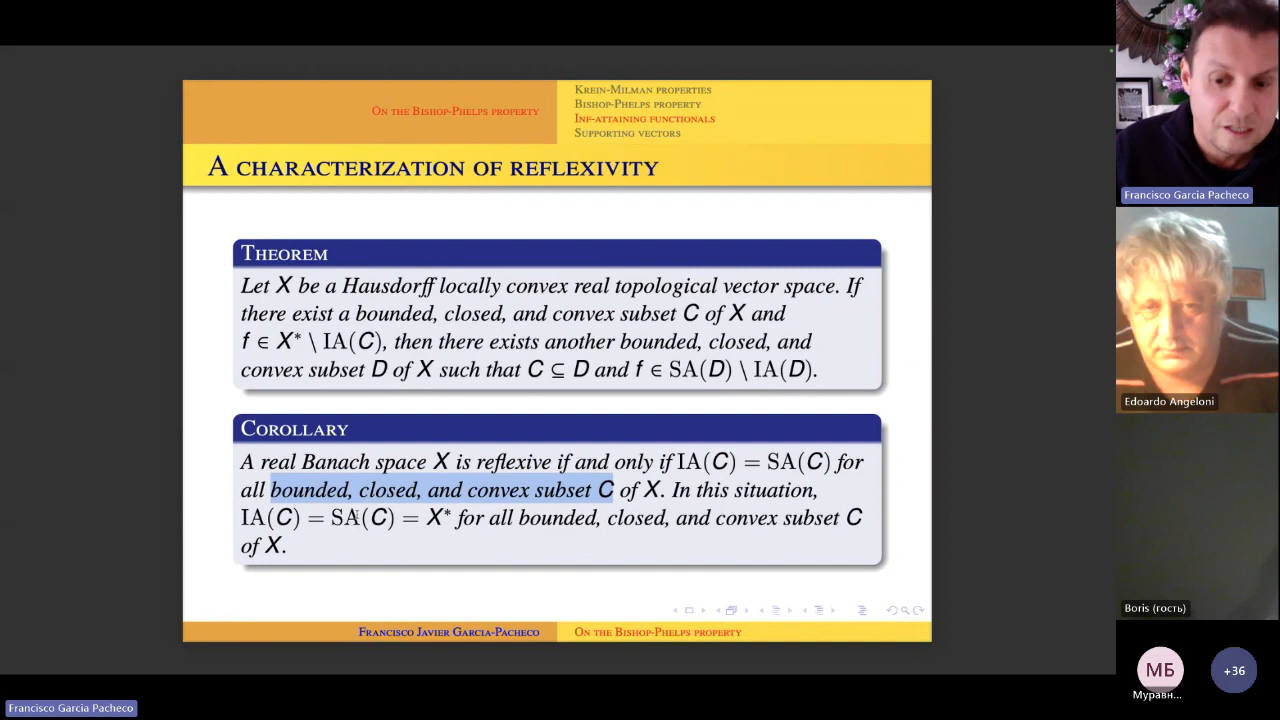 On the Bishop-Phelps property
Krein-Milman properties
Bishop-Phelps property
Inf-attaining functionals
Supporting vectors
A characterization of reflexivity
Theorem
Let X be a Hausdorff locally convex real topological vector space. If
there exist a bounded, closed, and convex subset C of X and
f ∈ X* \ IA(C), then there exists another bounded, closed, and
convex subset D of X such that C ⊆ D and f ∈ SA(D) \ IA(D).
Corollary
A real Banach space X is reflexive if and only if IA(C) = SA(C) for
all bounded, closed, and convex subset C of X. In this situation,
IA(C) = SA(C) = X* for all bounded, closed, and convex subset C
of X.
Francisco Javier Garcia-Pacheco
On the Bishop-Phelps property
Francisco Garcia Pacheco
Edoardo Angeloni
Boris (гость)
МБ
Муравн...
+36
Francisco Garcia Pacheco